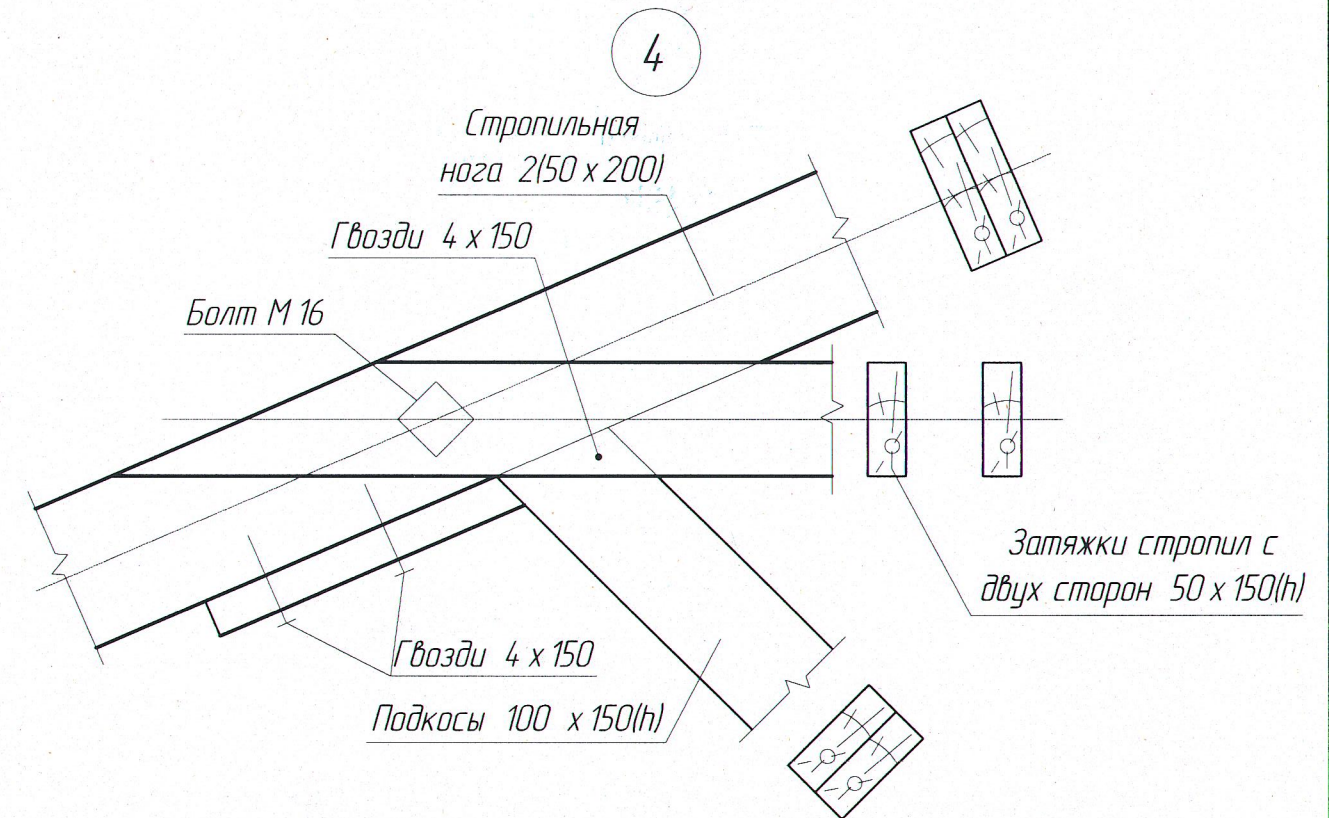 4
Стропильная
нога 2(50 x 200)
Гвозди 4 x 150
Болт М 16
Затяжки стропил с
двух сторон 50 x 150(h)
Гвозди 4 x 150
Подкосы 100 x 150(h)